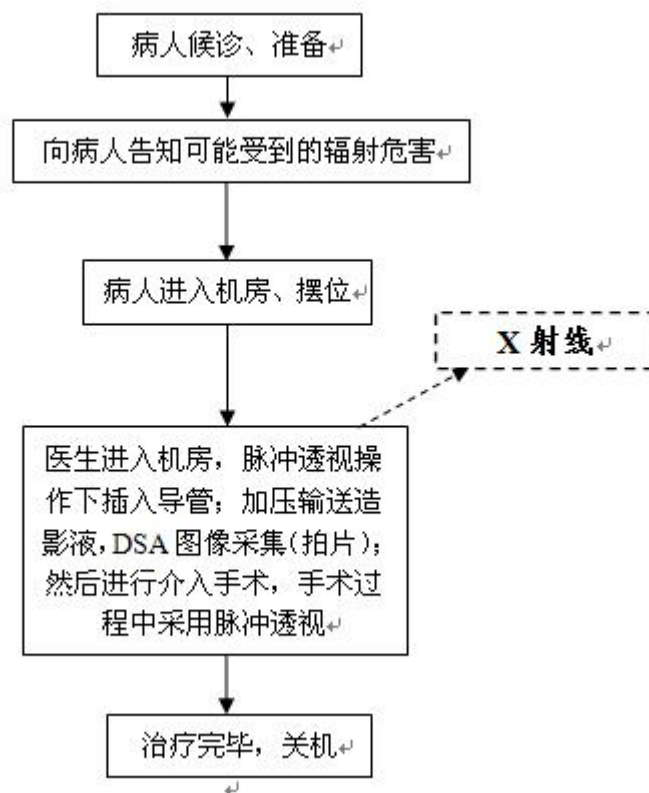 病人候诊、准备
向病人告知可能受到的辐射危害
病人进入机房、摆位
X 射线
医生进入机房，脉冲透视操
作下插入导管；加压输送造
影液，DSA 图像采集(拍片)；
然后进行介入手术，手术过
程中采用脉冲透视
治疗完毕，关机